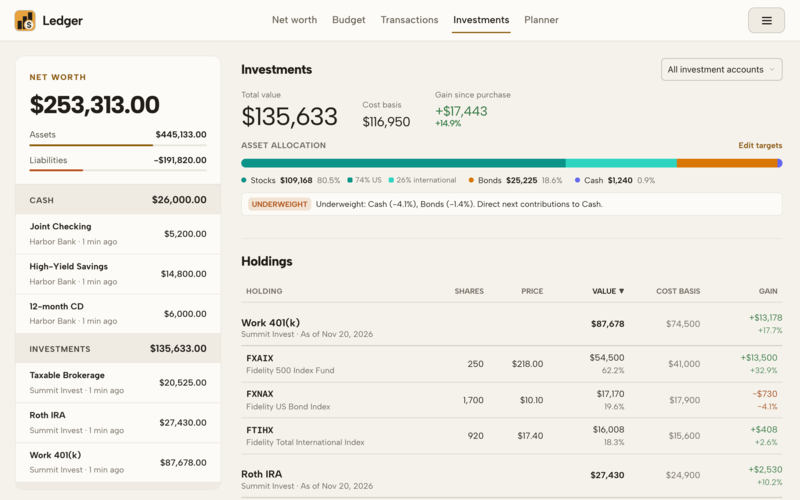 Ledger
Net worth Budget Transactions Investments Planner
NET WORTH
$253,313.00
Assets $445,133.00
Liabilities -$191,820.00
CASH $26,000.00
Joint Checking
Harbor Bank · 1 min ago
$5,200.00
High-Yield Savings
Harbor Bank · 1 min ago
$14,800.00
12-month CD
Harbor Bank · 1 min ago
$6,000.00
INVESTMENTS $135,633.00
Taxable Brokerage
Summit Invest · 1 min ago
$20,525.00
Roth IRA
Summit Invest · 1 min ago
$27,430.00
Work 401(k)
Summit Invest · 1 min ago
$87,678.00
Investments
All investment accounts
Total value
$135,633
Cost basis
$116,950
Gain since purchase
+$17,443
+14.9%
ASSET ALLOCATION Edit targets
Stocks $109,168 80.5% 74% US 26% international Bonds $25,225 18.6% Cash $1,240 0.9%
UNDERWEIGHT Underweight: Cash (−4.1%), Bonds (−1.4%). Direct next contributions to Cash.
Holdings
HOLDING SHARES PRICE VALUE ▼ COST BASIS GAIN
Work 401(k)
Summit Invest · As of Nov 20, 2026
$87,678 $74,500 +$13,178
+17.7%
FXAIX
Fidelity 500 Index Fund
250 $218.00 $54,500
62.2%
$41,000 +$13,500
+32.9%
FXNAX
Fidelity US Bond Index
1,700 $10.10 $17,170
19.6%
$17,900 −$730
−4.1%
FTIHX
Fidelity Total International Index
920 $17.40 $16,008
18.3%
$15,600 +$408
+2.6%
Roth IRA
Summit Invest · As of Nov 20, 2026
$27,430 $24,900 +$2,530
+10.2%